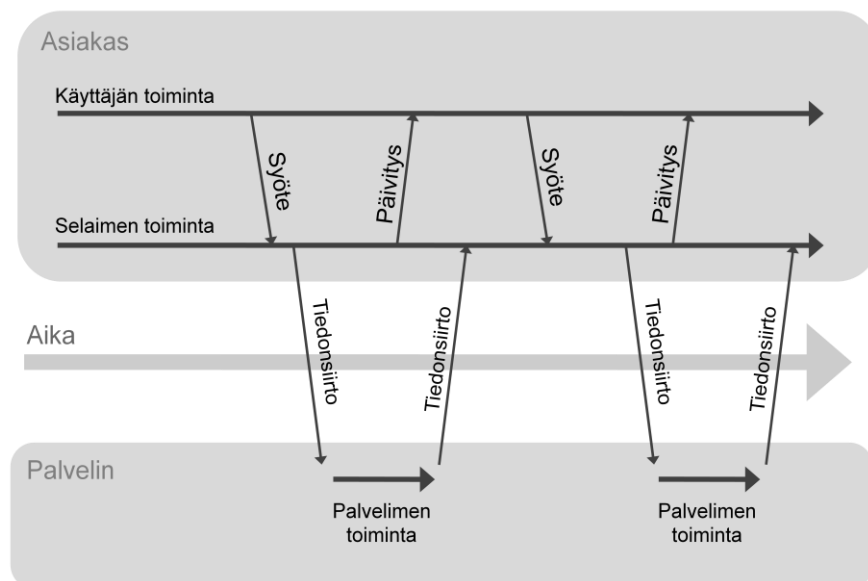 Asiakas
Käyttäjän toiminta
Syöte
Päivitys
Syöte
Päivitys
Selaimen toiminta
Tiedonsiirto
Tiedonsiirto
Tiedonsiirto
Tiedonsiirto
Aika
Palvelin
Palvelimen
toiminta
Palvelimen
toiminta